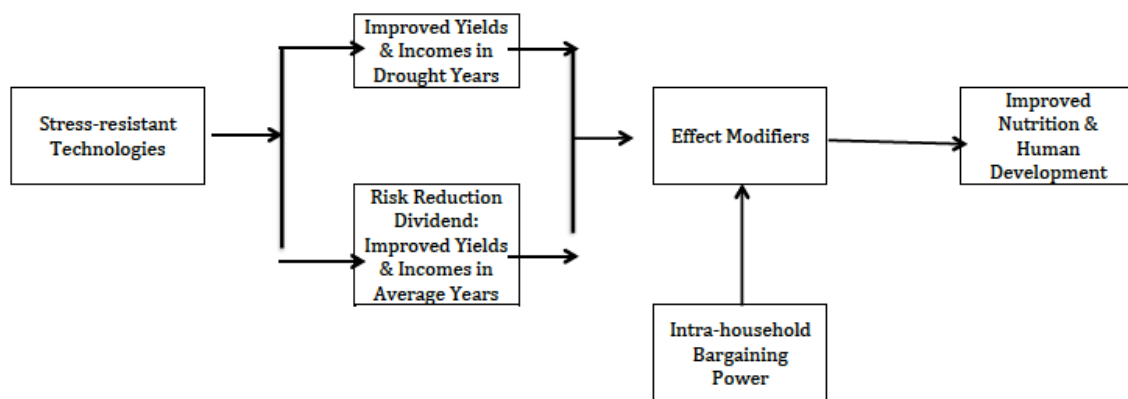 Stress-resistant
Technologies
Improved Yields
& Incomes in
Drought Years
Risk Reduction
Dividend:
Improved Yields
& Incomes in
Average Years
Effect Modifiers
Intra-household
Bargaining
Power
Improved
Nutrition &
Human
Development